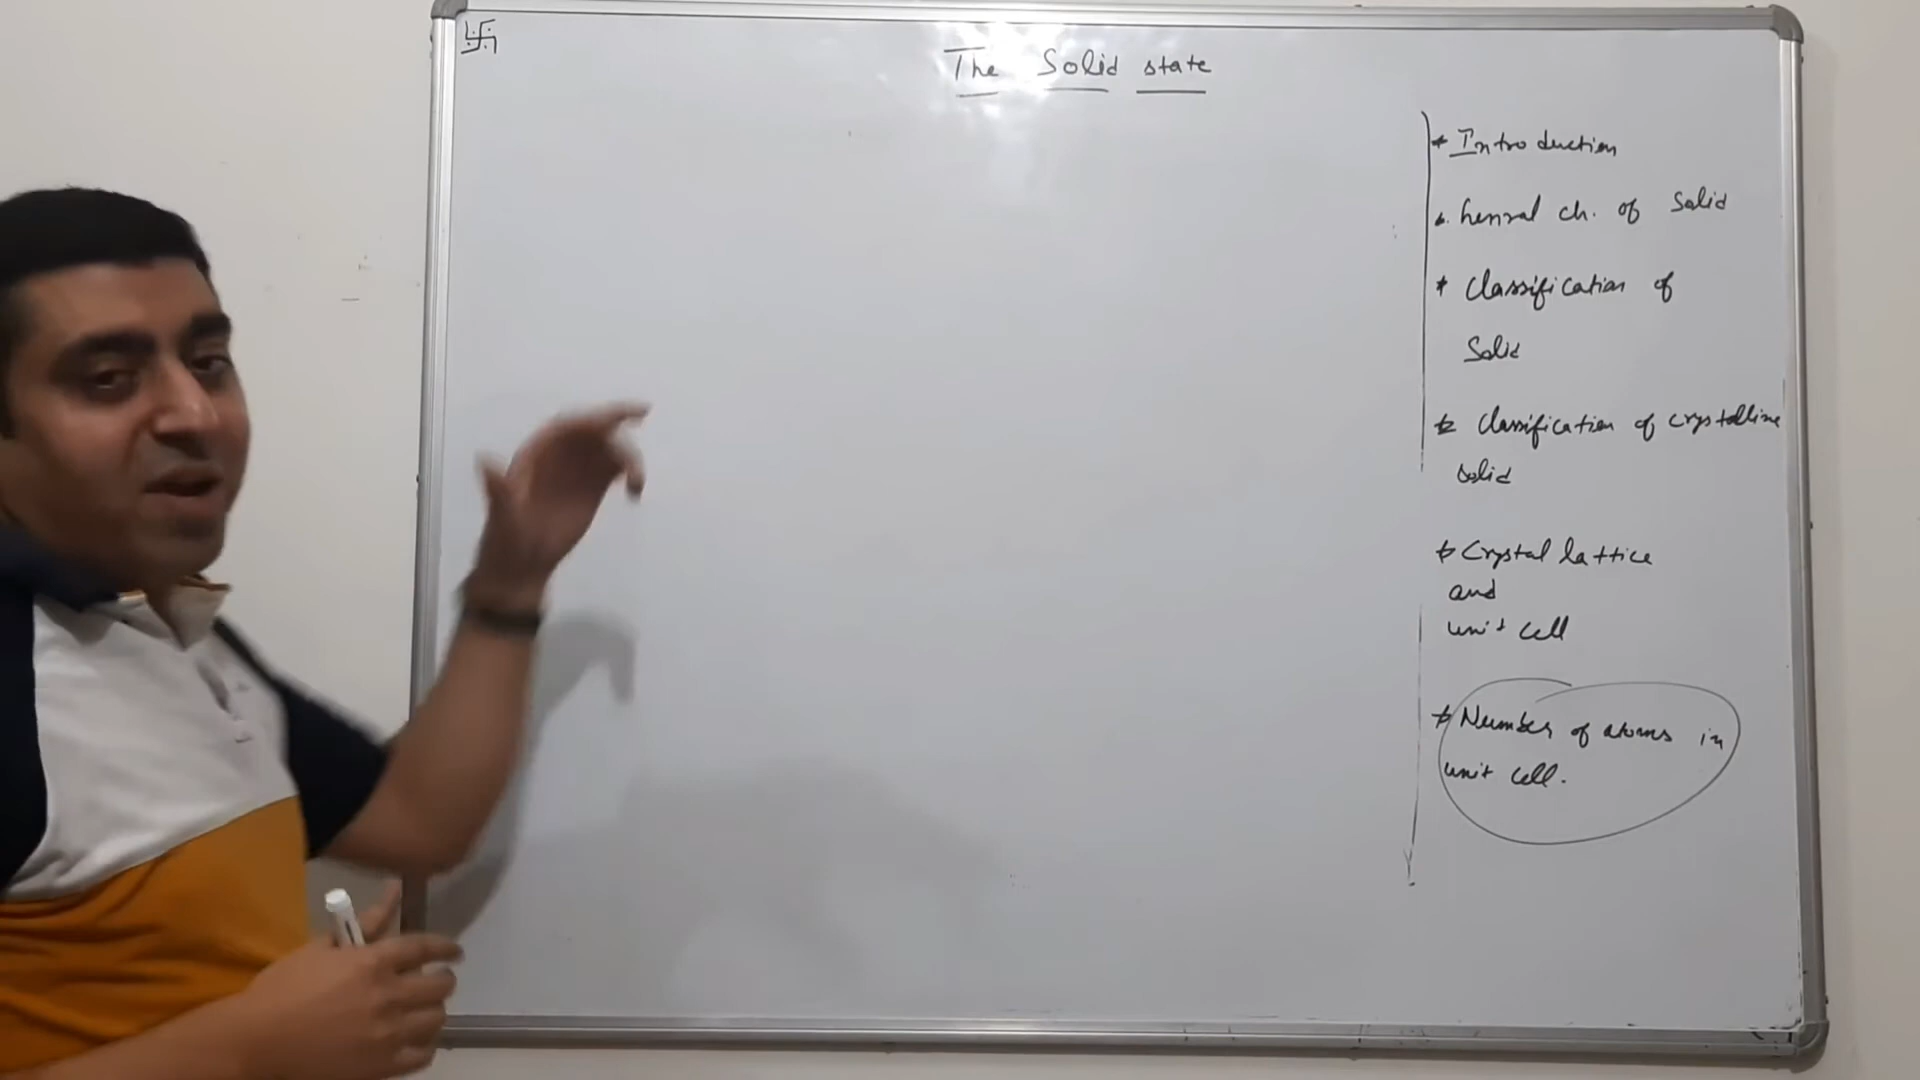 The Solid state
* Introduction
• Genral ch. of Solid
* Classification of
Solid
* Classification of crystalline
solid
* Crystal lattice
and
unit cell
* Number of atoms in
unit cell.